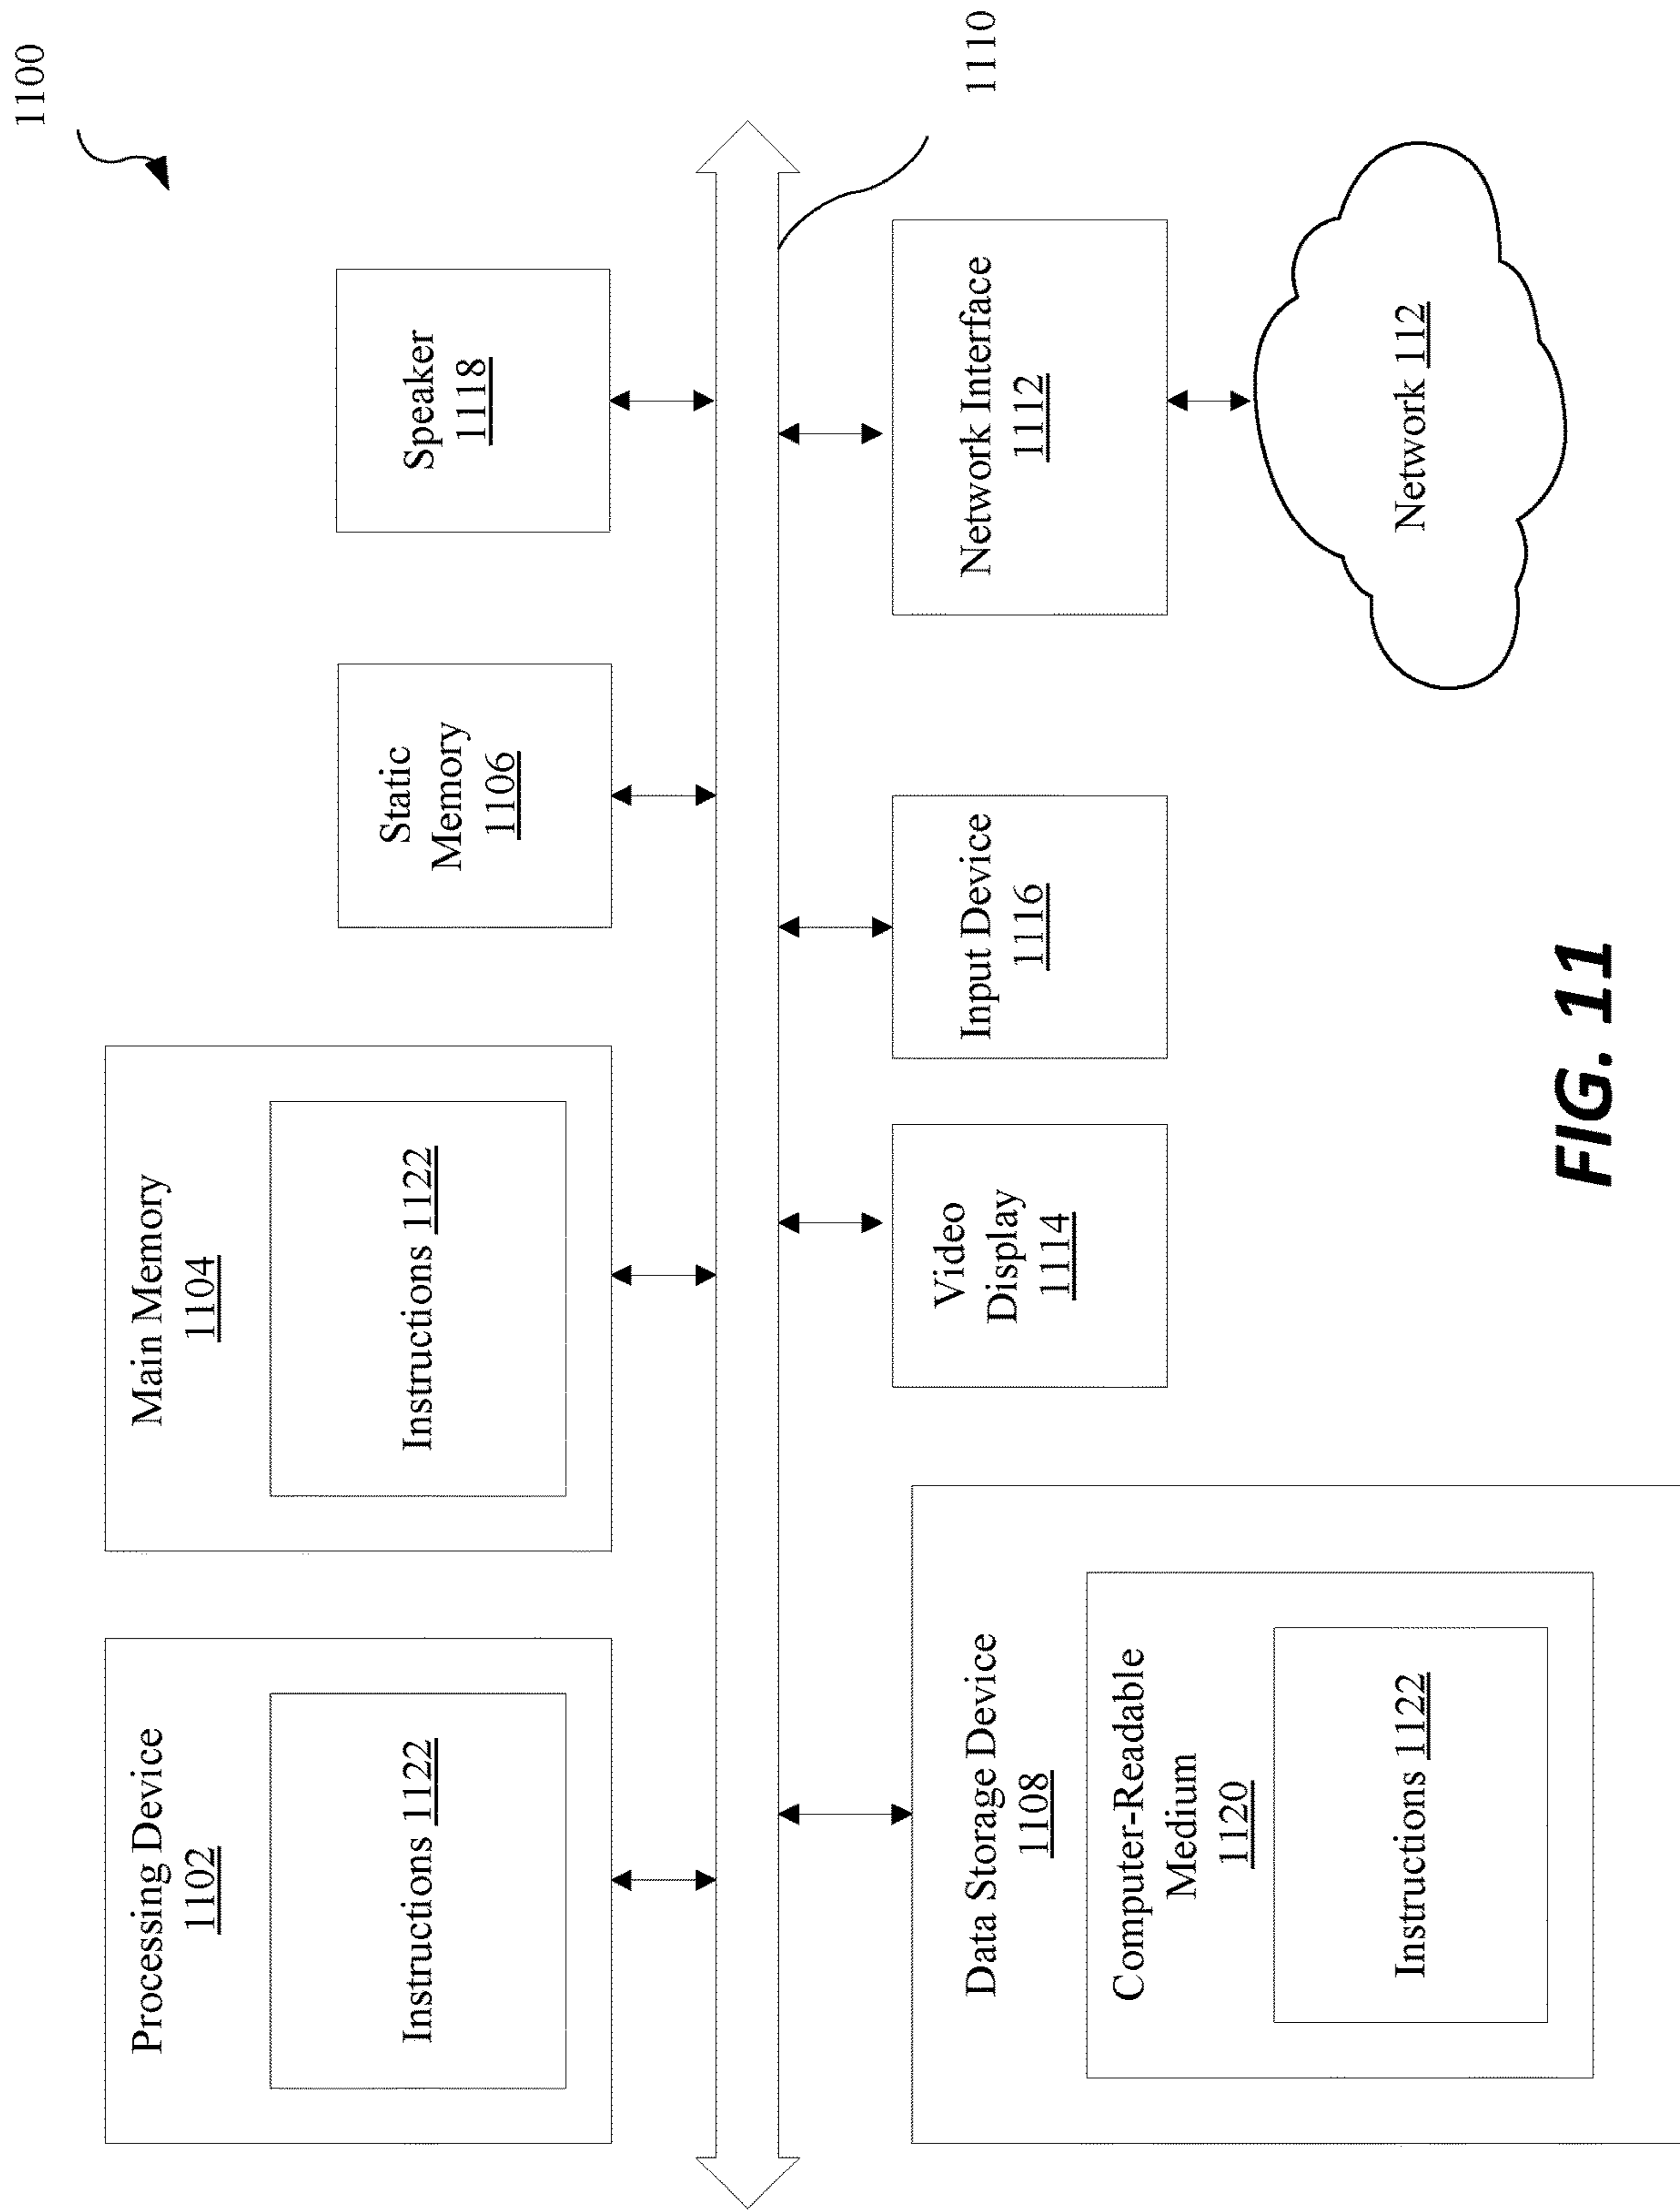 1100
Processing Device
1102
Instructions 1122
Main Memory
1104
Instructions 1122
Static
Memory
1106
Speaker
1118
1110
Data Storage Device
1108
Computer-Readable
Medium
1120
Instructions 1122
Video
Display
1114
Input Device
1116
Network Interface
1112
Network 112
FIG. 11